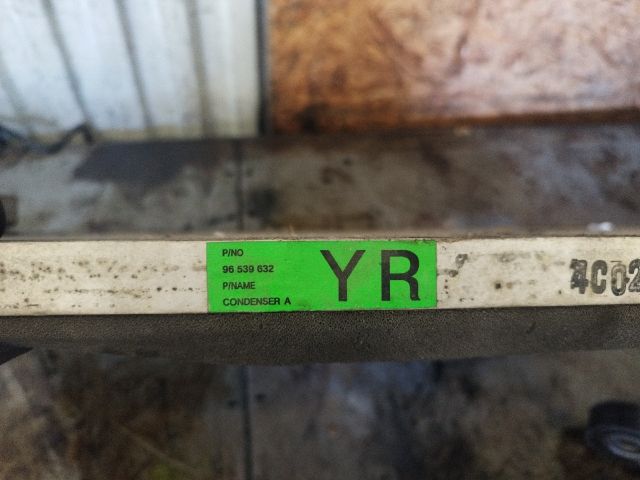 P/NO
96 539 632
P/NAME
CONDENSER A
YR
4C02